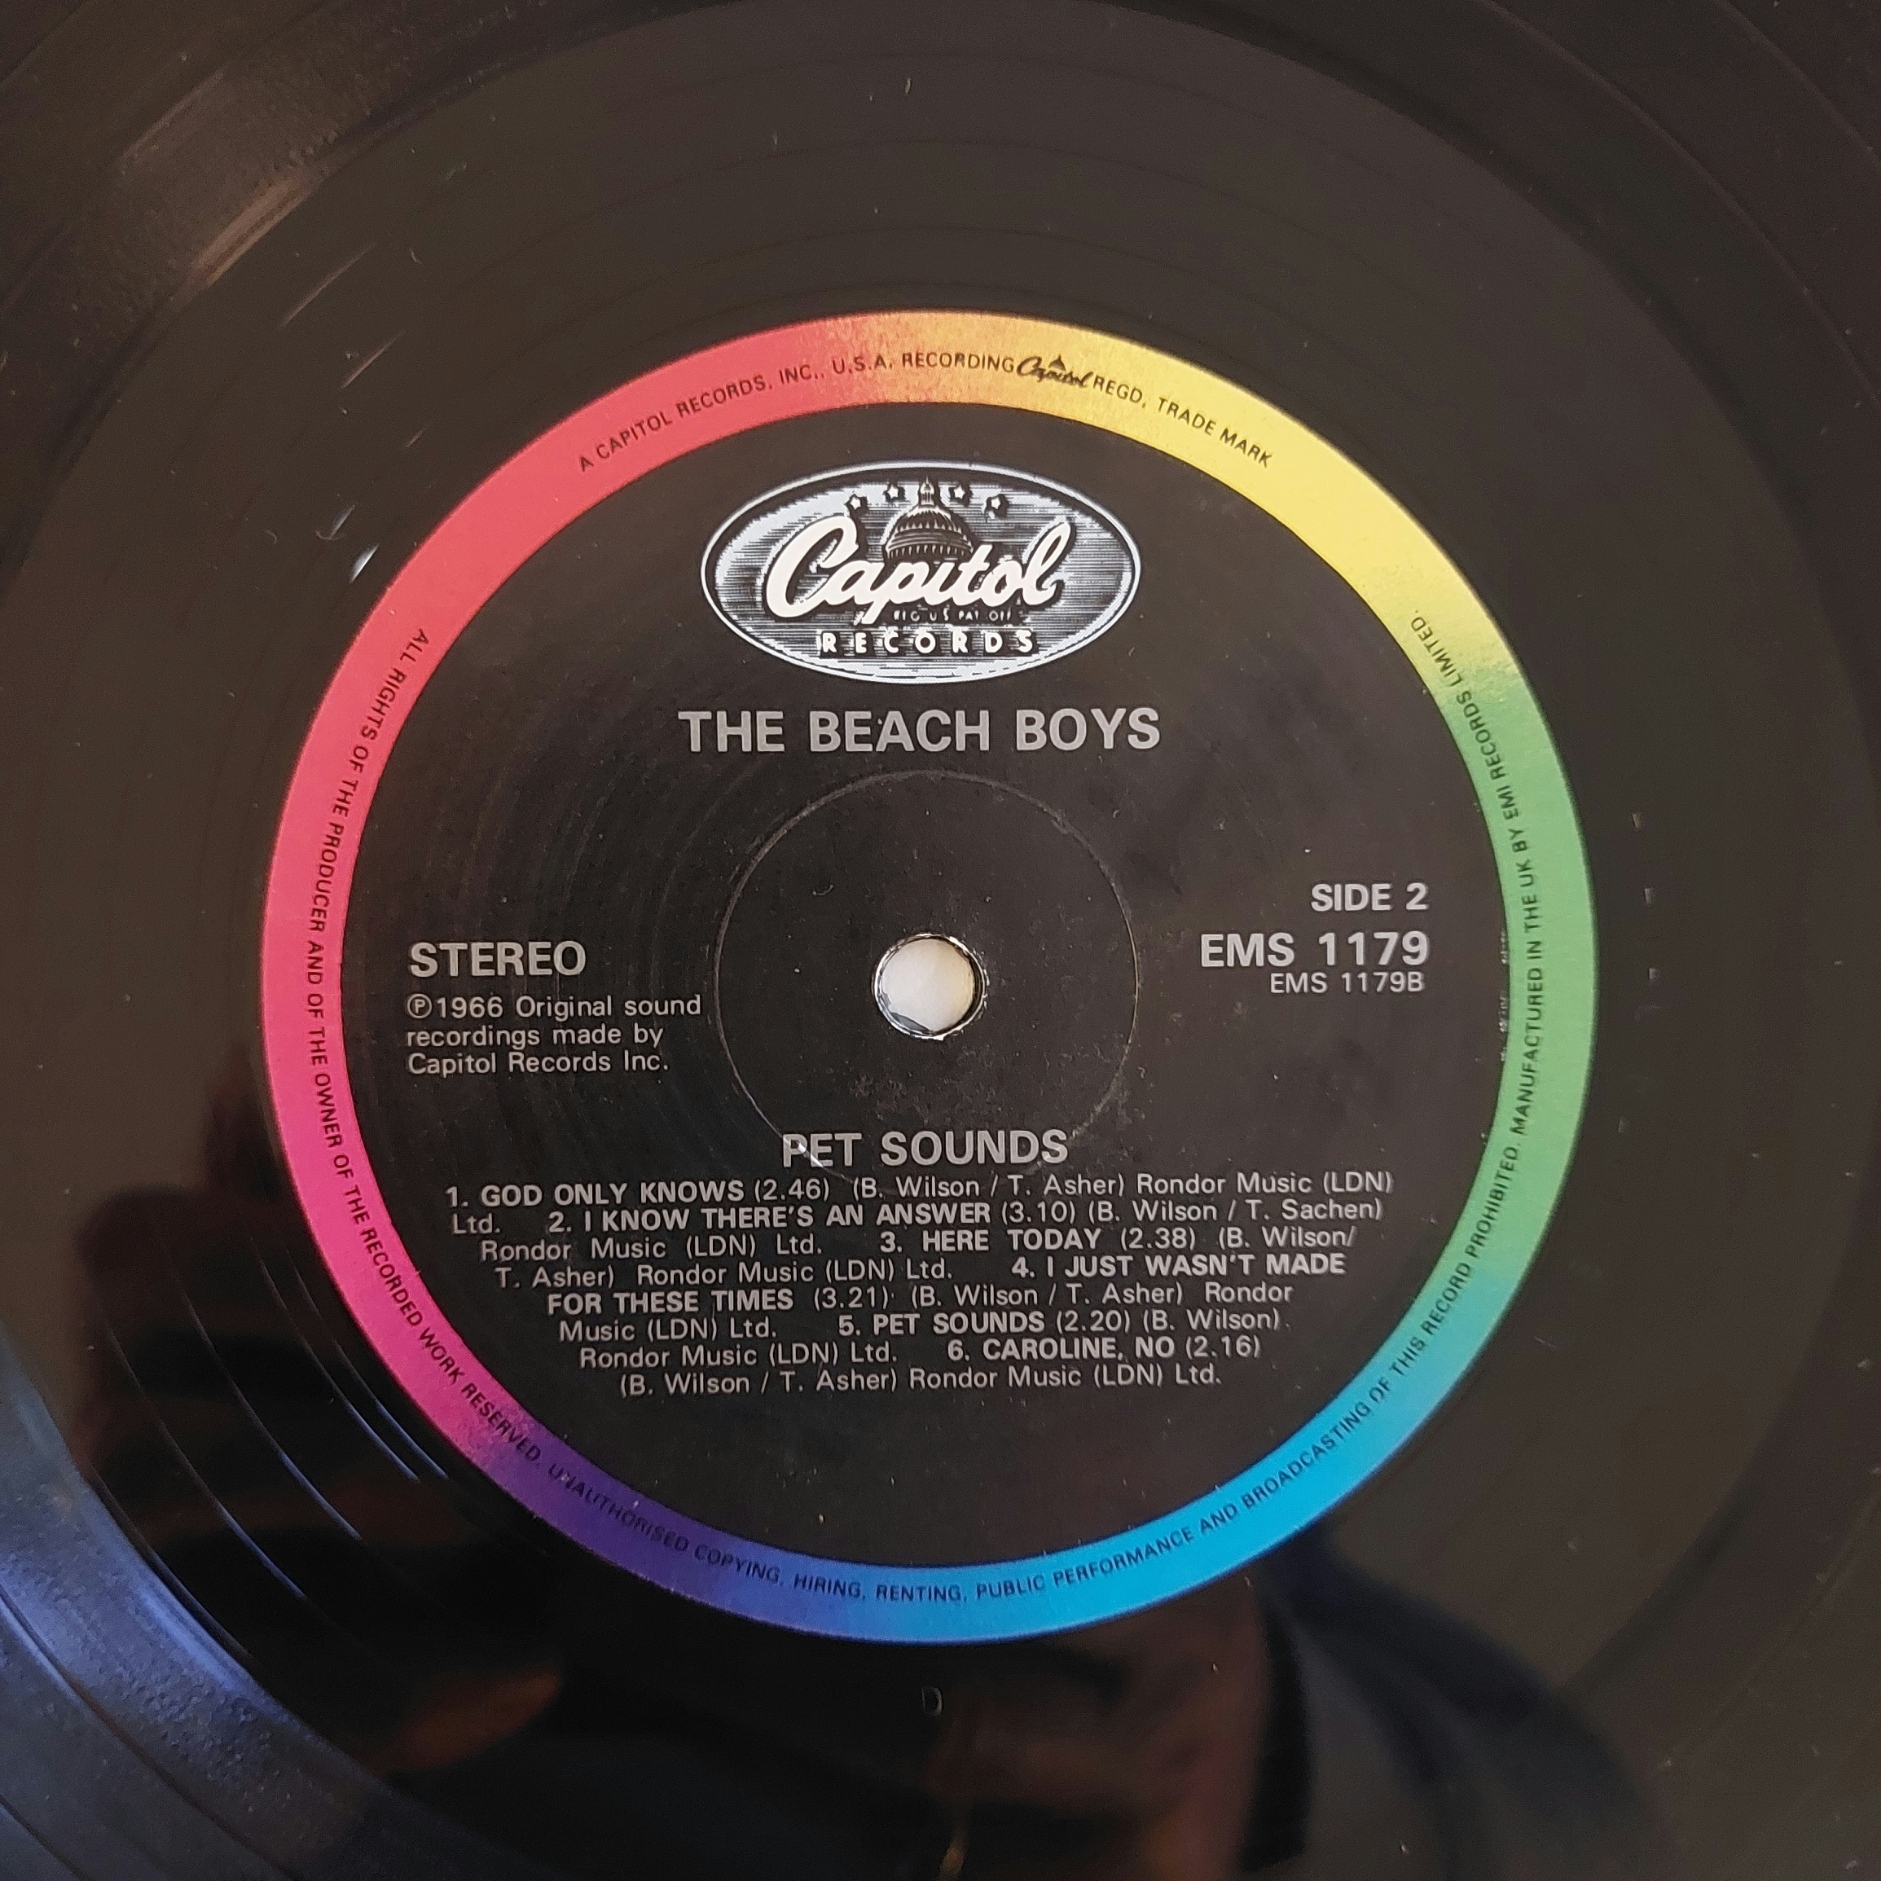 A CAPITOL RECORDS, INC., U.S.A. RECORDING Capitol REGD. TRADE MARK
Capitol
REG US PAT OFF
RECORDS
THE BEACH BOYS
SIDE 2
STEREO
EMS 1179
EMS 1179B
℗1966 Original sound
recordings made by
Capitol Records Inc.
PET SOUNDS
1. GOD ONLY KNOWS (2.46) (B. Wilson / T. Asher) Rondor Music (LDN)
Ltd. 2. I KNOW THERE'S AN ANSWER (3.10) (B. Wilson / T. Sachen)
Rondor Music (LDN) Ltd. 3. HERE TODAY (2.38) (B. Wilson/
T. Asher) Rondor Music (LDN) Ltd. 4. I JUST WASN'T MADE
FOR THESE TIMES (3.21) (B. Wilson / T. Asher) Rondor
Music (LDN) Ltd. 5. PET SOUNDS (2.20) (B. Wilson)
Rondor Music (LDN) Ltd. 6. CAROLINE, NO (2.16)
(B. Wilson / T. Asher) Rondor Music (LDN) Ltd.
ALL RIGHTS OF THE PRODUCER AND OF THE OWNER OF THE RECORDED WORK RESERVED. UNAUTHORISED COPYING, HIRING, RENTING, PUBLIC PERFORMANCE AND BROADCASTING OF THIS RECORD PROHIBITED. MANUFACTURED IN THE UK BY EMI RECORDS LIMITED.
D